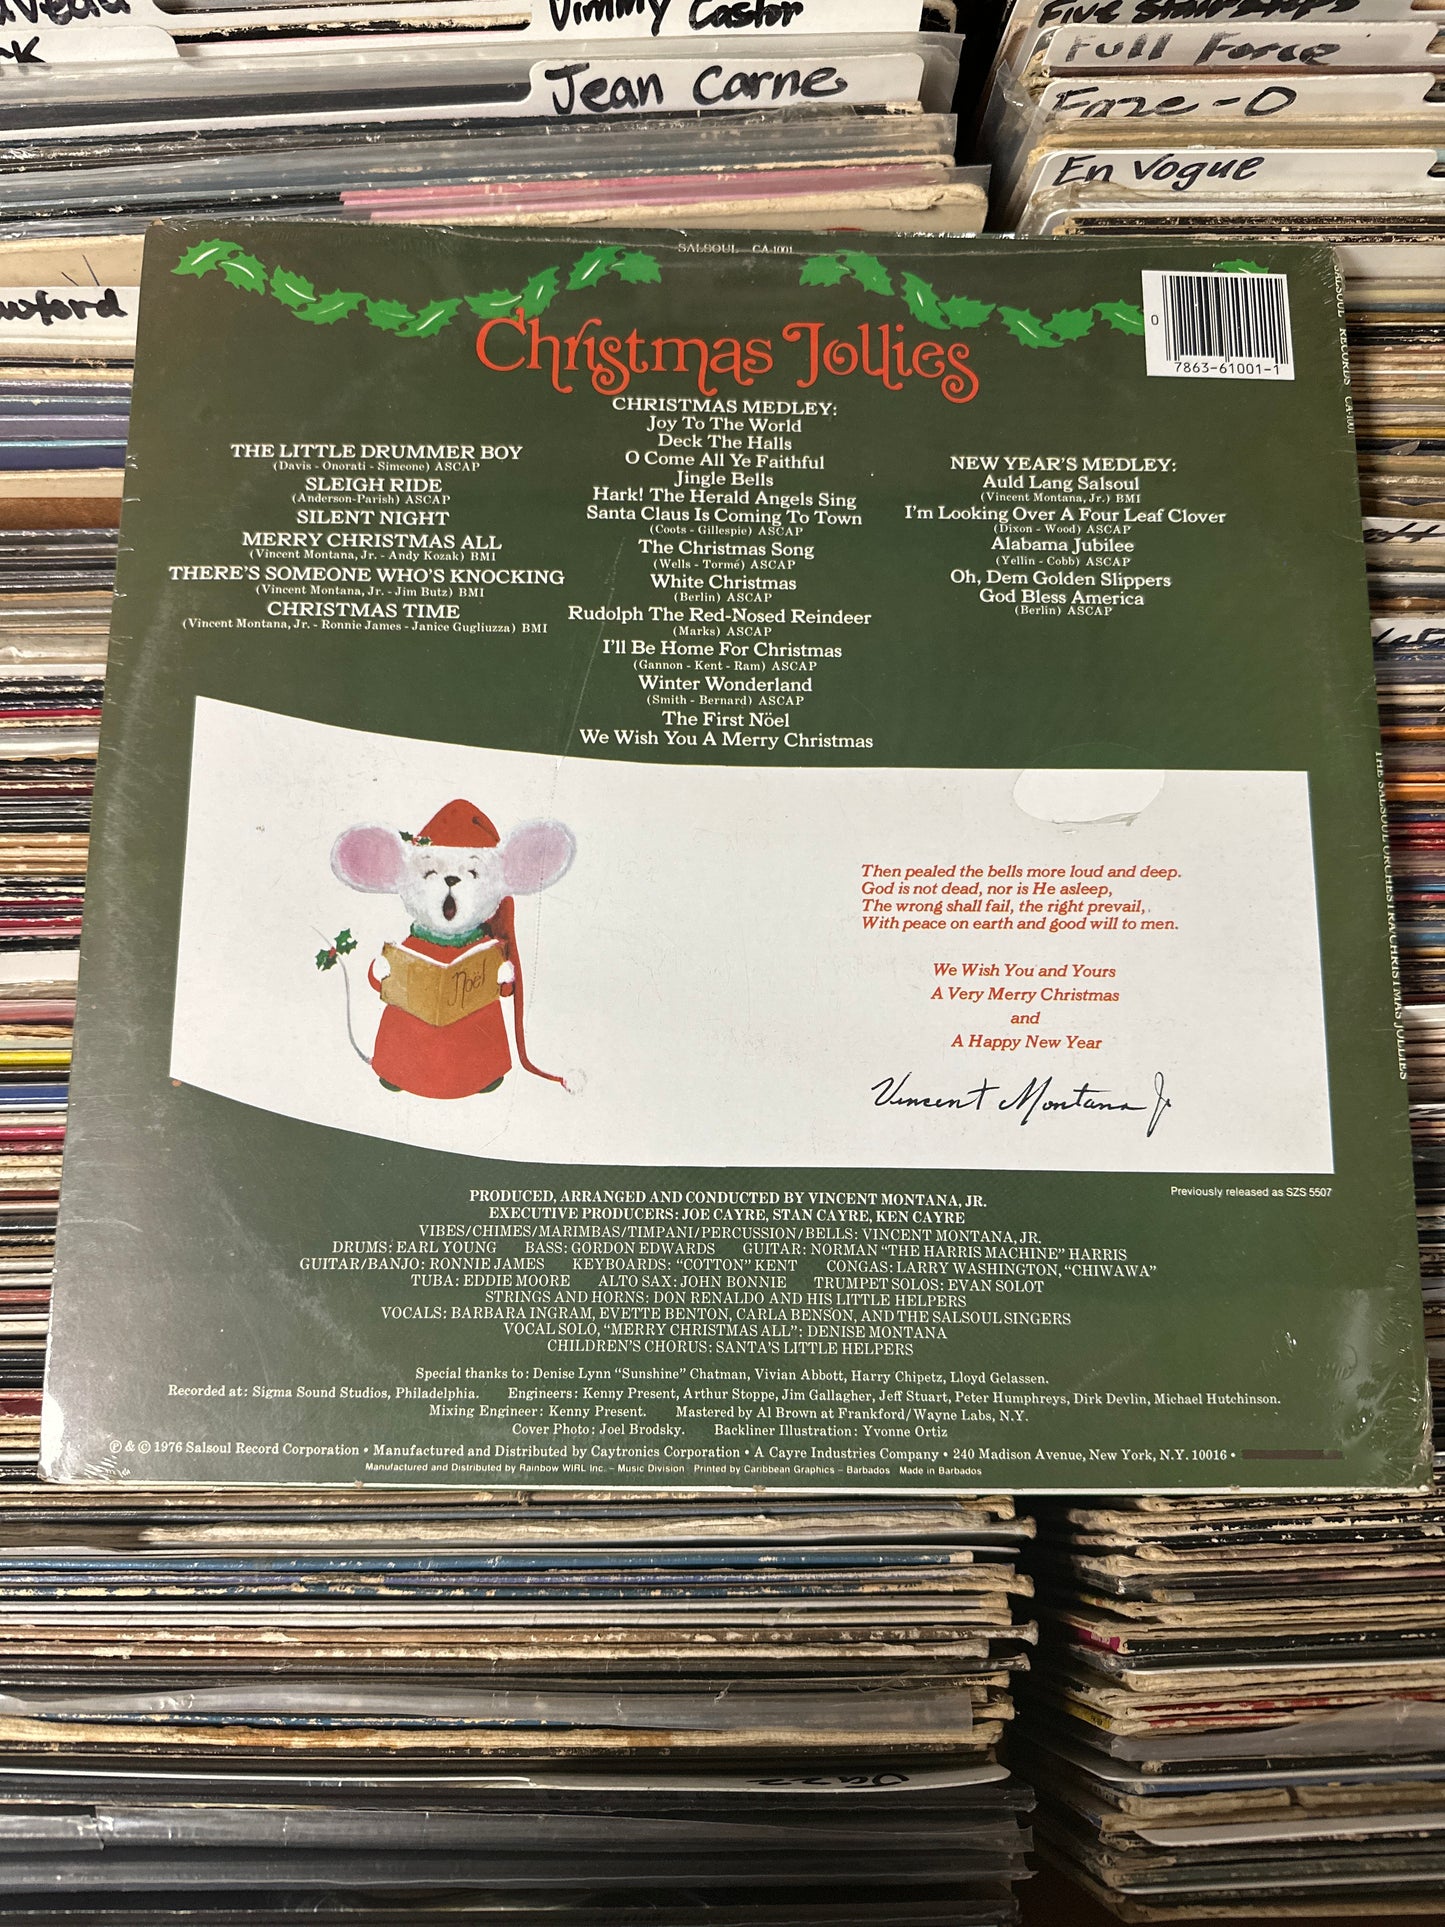 Jimmy Castor
Jean Carne
Five Stairsteps
Full Force
Faze-O
En Vogue
SALSOUL CA-1001
Christmas Jollies
0
7863-61001-1
THE LITTLE DRUMMER BOY
(Davis - Onorati - Simeone) ASCAP
SLEIGH RIDE
(Anderson-Parish) ASCAP
SILENT NIGHT
MERRY CHRISTMAS ALL
(Vincent Montana, Jr. - Andy Kozak) BMI
THERE'S SOMEONE WHO'S KNOCKING
(Vincent Montana, Jr. - Jim Butz) BMI
CHRISTMAS TIME
(Vincent Montana, Jr. - Ronnie James - Janice Gugliuzza) BMI
CHRISTMAS MEDLEY:
Joy To The World
Deck The Halls
O Come All Ye Faithful
Jingle Bells
Hark! The Herald Angels Sing
Santa Claus Is Coming To Town
(Coots - Gillespie) ASCAP
The Christmas Song
(Wells - Tormé) ASCAP
White Christmas
(Berlin) ASCAP
Rudolph The Red-Nosed Reindeer
(Marks) ASCAP
I'll Be Home For Christmas
(Gannon - Kent - Ram) ASCAP
Winter Wonderland
(Smith - Bernard) ASCAP
The First Nöel
We Wish You A Merry Christmas
NEW YEAR'S MEDLEY:
Auld Lang Salsoul
(Vincent Montana, Jr.) BMI
I'm Looking Over A Four Leaf Clover
(Dixon - Wood) ASCAP
Alabama Jubilee
(Yellin - Cobb) ASCAP
Oh, Dem Golden Slippers
God Bless America
(Berlin) ASCAP
SALSOUL RECORDS CA-1001
THE SALSOUL ORCHESTRA/CHRISTMAS JOLLIES
Noël
Then pealed the bells more loud and deep.
God is not dead, nor is He asleep,
The wrong shall fail, the right prevail,
With peace on earth and good will to men.
We Wish You and Yours
A Very Merry Christmas
and
A Happy New Year
Vincent Montana Jr
Previously released as SZS 5507
PRODUCED, ARRANGED AND CONDUCTED BY VINCENT MONTANA, JR.
EXECUTIVE PRODUCERS: JOE CAYRE, STAN CAYRE, KEN CAYRE
VIBES/CHIMES/MARIMBAS/TIMPANI/PERCUSSION/BELLS: VINCENT MONTANA, JR.
DRUMS: EARL YOUNG BASS: GORDON EDWARDS GUITAR: NORMAN "THE HARRIS MACHINE" HARRIS
GUITAR/BANJO: RONNIE JAMES KEYBOARDS: "COTTON" KENT CONGAS: LARRY WASHINGTON, "CHIWAWA"
TUBA: EDDIE MOORE ALTO SAX: JOHN BONNIE TRUMPET SOLOS: EVAN SOLOT
STRINGS AND HORNS: DON RENALDO AND HIS LITTLE HELPERS
VOCALS: BARBARA INGRAM, EVETTE BENTON, CARLA BENSON, AND THE SALSOUL SINGERS
VOCAL SOLO, "MERRY CHRISTMAS ALL": DENISE MONTANA
CHILDREN'S CHORUS: SANTA'S LITTLE HELPERS
Special thanks to: Denise Lynn "Sunshine" Chatman, Vivian Abbott, Harry Chipetz, Lloyd Gelassen.
Recorded at: Sigma Sound Studios, Philadelphia. Engineers: Kenny Present, Arthur Stoppe, Jim Gallagher, Jeff Stuart, Peter Humphreys, Dirk Devlin, Michael Hutchinson.
Mixing Engineer: Kenny Present. Mastered by Al Brown at Frankford/Wayne Labs, N.Y.
Cover Photo: Joel Brodsky. Backliner Illustration: Yvonne Ortiz
℗ & © 1976 Salsoul Record Corporation • Manufactured and Distributed by Caytronics Corporation • A Cayre Industries Company • 240 Madison Avenue, New York, N.Y. 10016 •
Manufactured and Distributed by Rainbow WIRL Inc. – Music Division Printed by Caribbean Graphics – Barbados Made in Barbados
Jazz